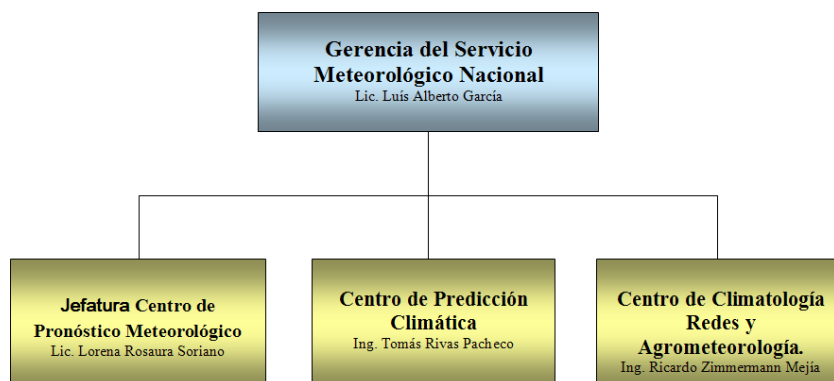 Gerencia del Servicio
Meteorológico Nacional
Lic. Luís Alberto García
Jefatura Centro de
Pronóstico Meteorológico
Lic. Lorena Rosaura Soriano
Centro de Predicción
Climática
Ing. Tomás Rivas Pacheco
Centro de Climatología
Redes y
Agrometeorología.
Ing. Ricardo Zimmermann Mejía